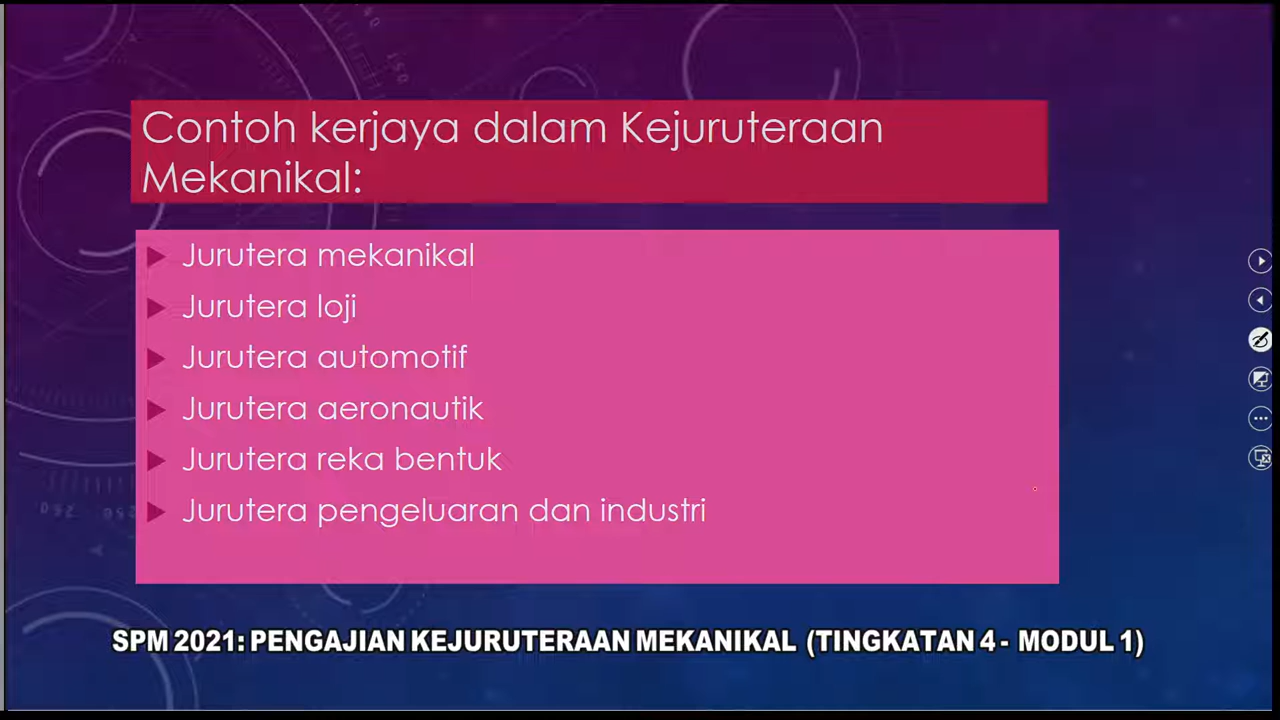 Contoh kerjaya dalam Kejuruteraan
Mekanikal:
Jurutera mekanikal
Jurutera loji
Jurutera automotif
Jurutera aeronautik
Jurutera reka bentuk
Jurutera pengeluaran dan industri
SPM 2021: PENGAJIAN KEJURUTERAAN MEKANIKAL (TINGKATAN 4 - MODUL 1)